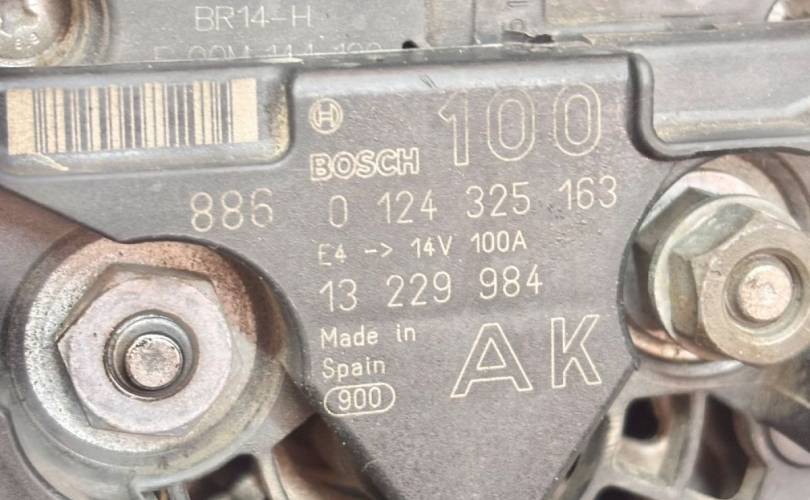 BR14-H
100
BOSCH
886 0 124 325 163
E4 -> 14V 100A
13 229 984
Made in
Spain
AK
900